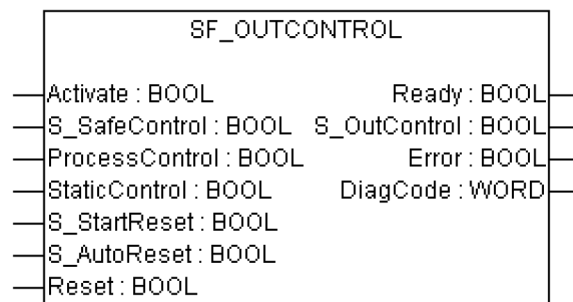 SF_OUTCONTROL
Activate : BOOL Ready : BOOL
S_SafeControl : BOOL S_OutControl : BOOL
ProcessControl : BOOL Error : BOOL
StaticControl : BOOL DiagCode : WORD
S_StartReset : BOOL
S_AutoReset : BOOL
Reset : BOOL